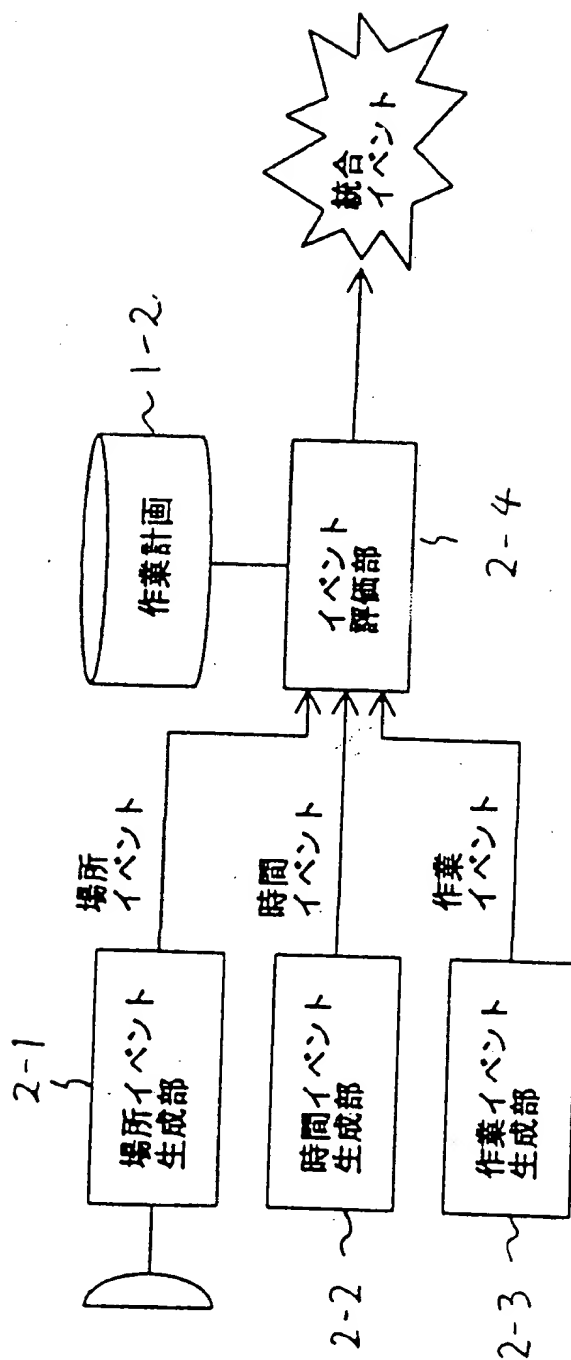 2-1
場所イベント
生成部
場所
イベント
2-2
時間イベント
生成部
時間
イベント
2-3
作業イベント
生成部
作業
イベント
作業計画
1-2
イベント
評価部
2-4
統合
イベント